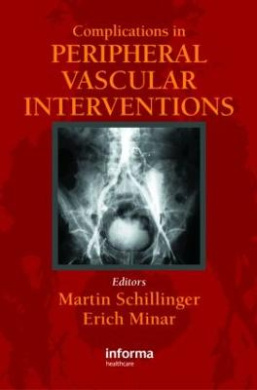 Complications in
PERIPHERAL
VASCULAR
INTERVENTIONS
Editors
Martin Schillinger
Erich Minar
informa
healthcare